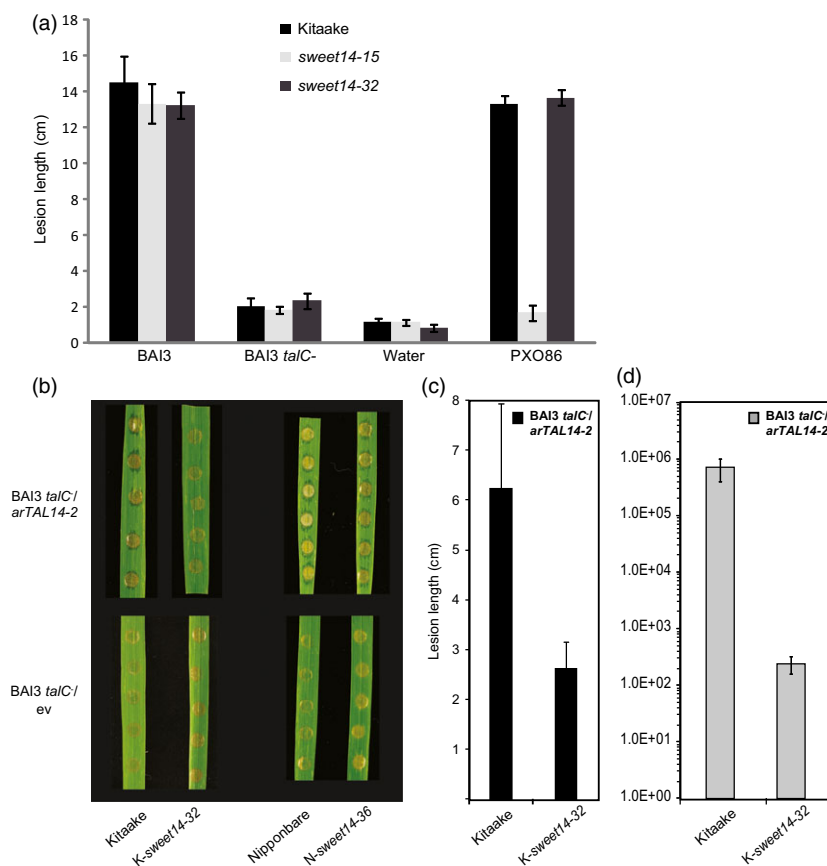 (a)
Kitaake
sweet14-15
sweet14-32
18
16
14
12
10
8
6
4
2
0
Lesion length (cm)
BAI3
BAI3 talC-
Water
PXO86
(b)
BAI3 talC-/
arTAL14-2
BAI3 talC-/
ev
Kitaake
K-sweet14-32
Nipponbare
N-sweet14-36
(c)
BAI3 talC-/
arTAL14-2
8
7
6
5
4
3
2
1
Lesion length (cm)
Kitaake
K-sweet14-32
(d)
BAI3 talC-/
arTAL14-2
1.0E+07
1.0E+06
1.0E+05
1.0E+04
1.0E+03
1.0E+02
1.0E+01
1.0E+00
Kitaake
K-sweet14-32